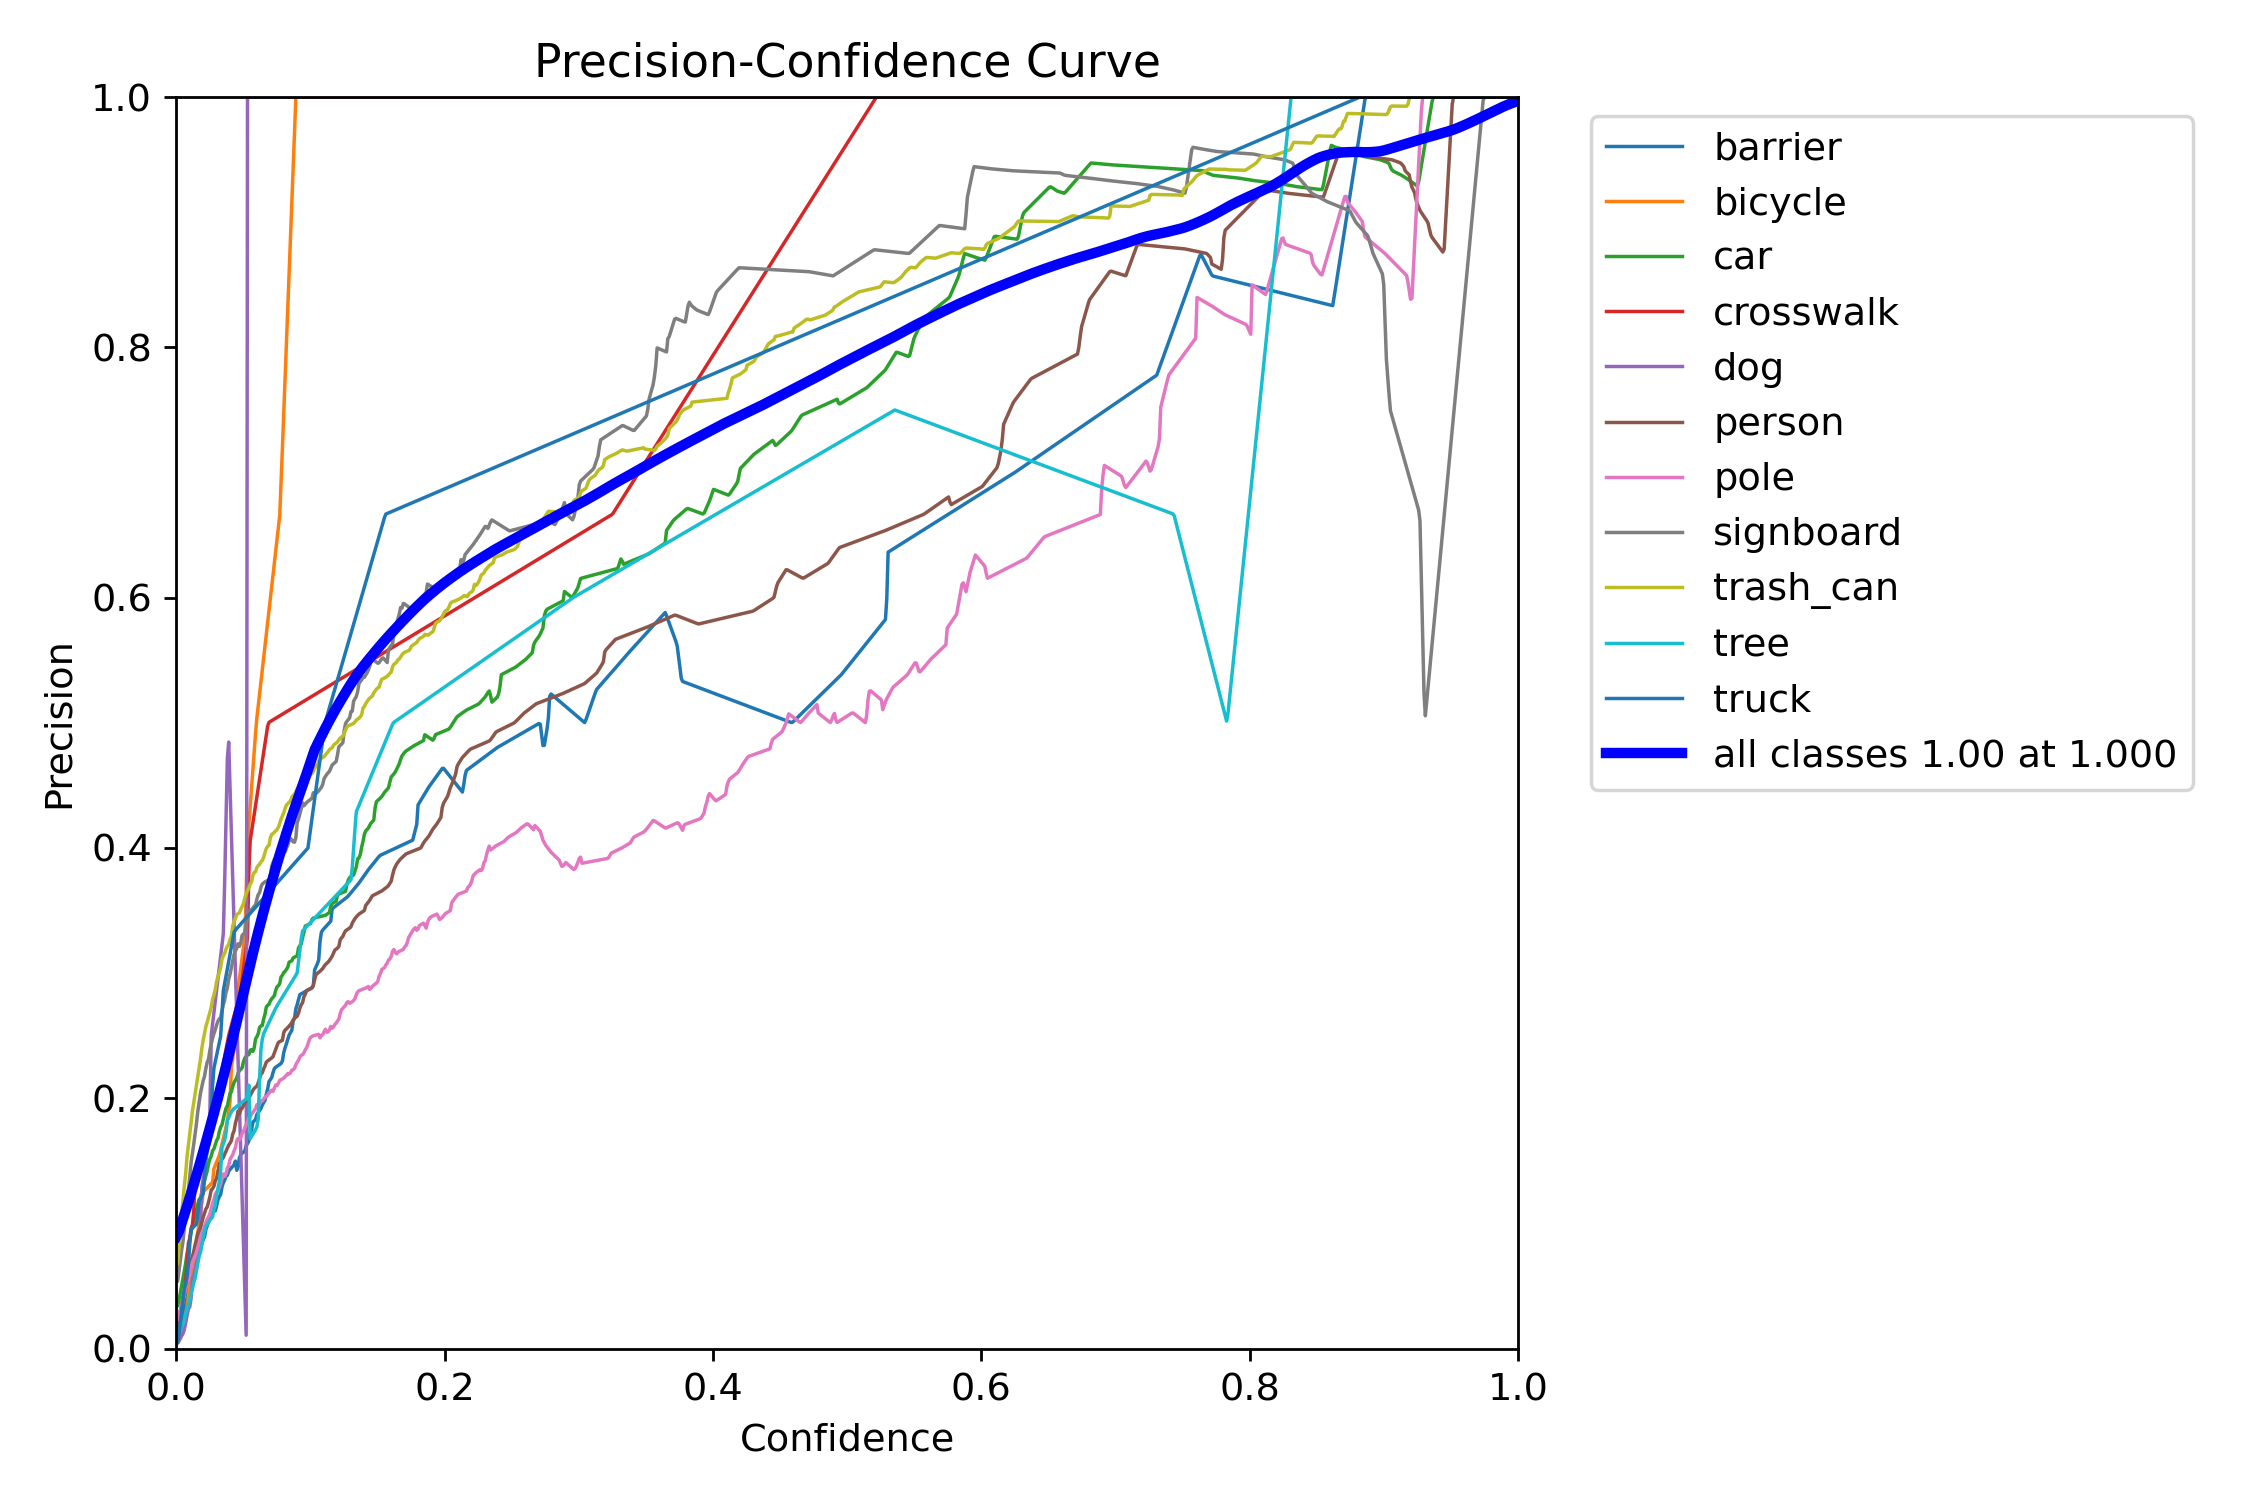 Precision-Confidence Curve
1.0
0.8
0.6
0.4
0.2
0.0
Precision
0.0 0.2 0.4 0.6 0.8 1.0
Confidence
barrier
bicycle
car
crosswalk
dog
person
pole
signboard
trash_can
tree
truck
all classes 1.00 at 1.000